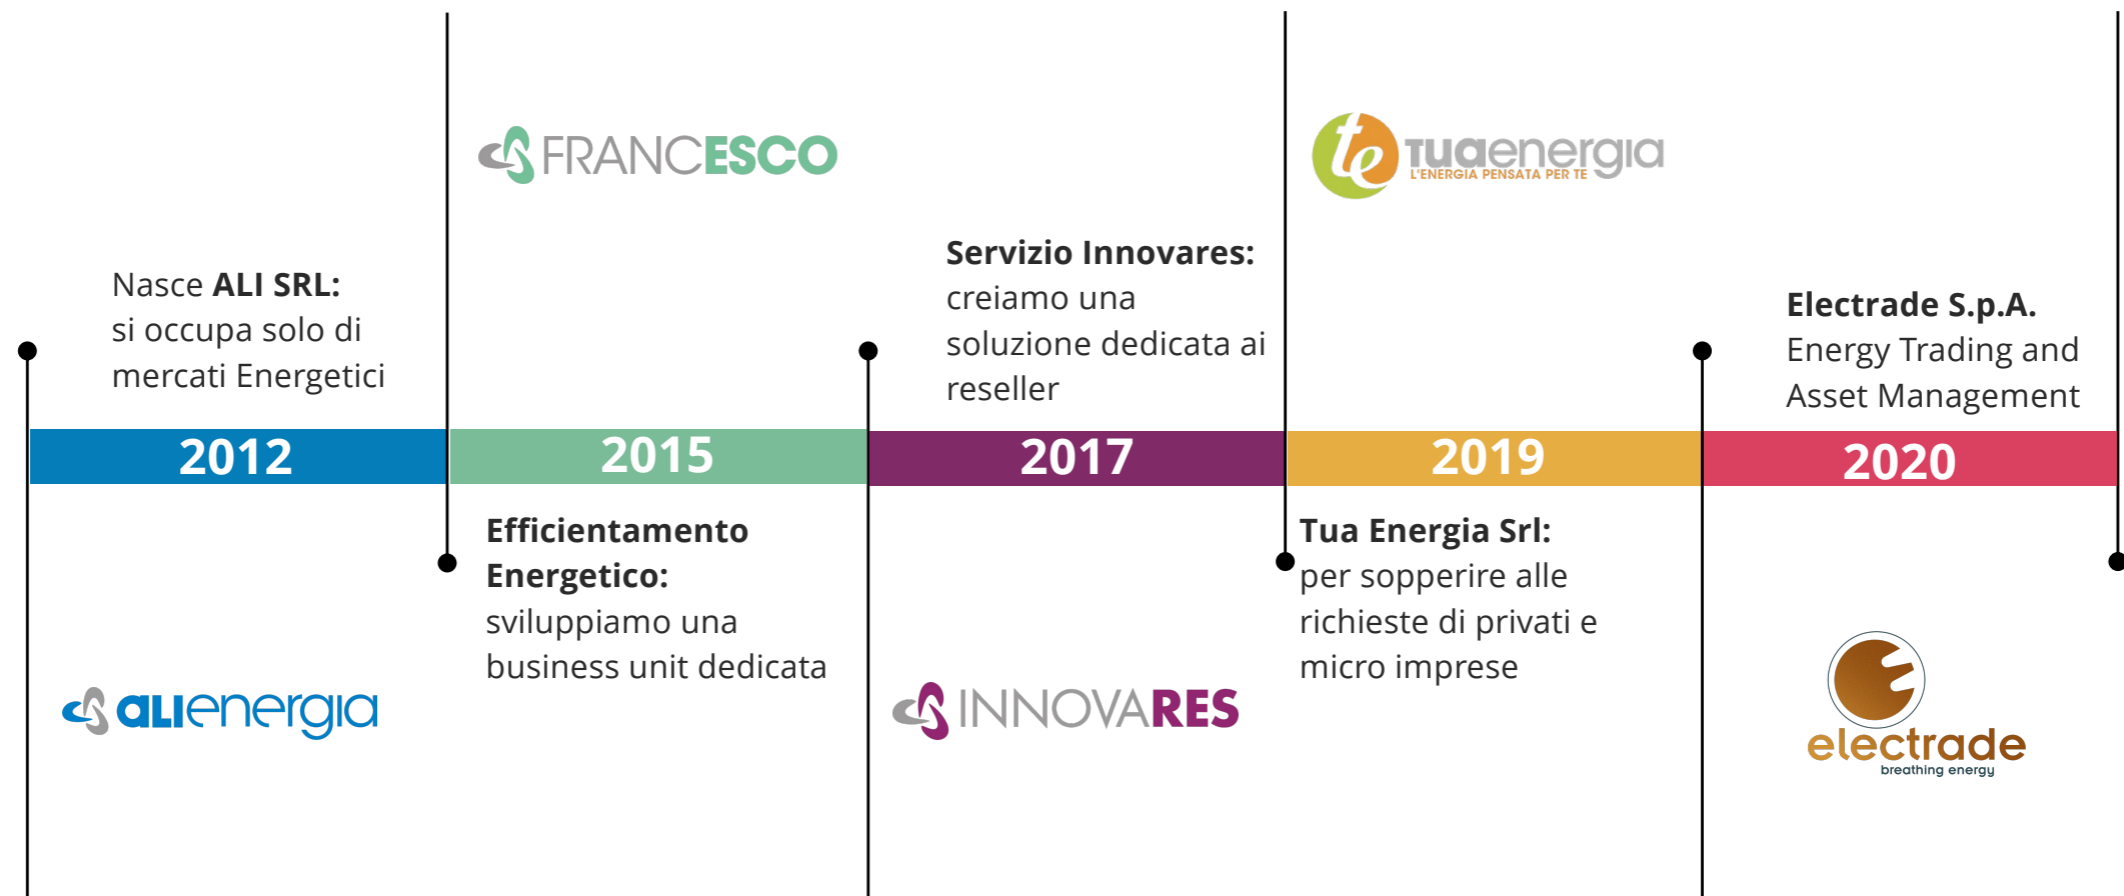 Nasce ALI SRL:
si occupa solo di
mercati Energetici
2012
alienergia
FRANCESCO
2015
Efficientamento
Energetico:
sviluppiamo una
business unit dedicata
Servizio Innovares:
creiamo una
soluzione dedicata ai
reseller
2017
INNOVARES
te
TUaenergia
L'ENERGIA PENSATA PER TE
2019
Tua Energia Srl:
per sopperire alle
richieste di privati e
micro imprese
Electrade S.p.A.
Energy Trading and
Asset Management
2020
electrade
breathing energy